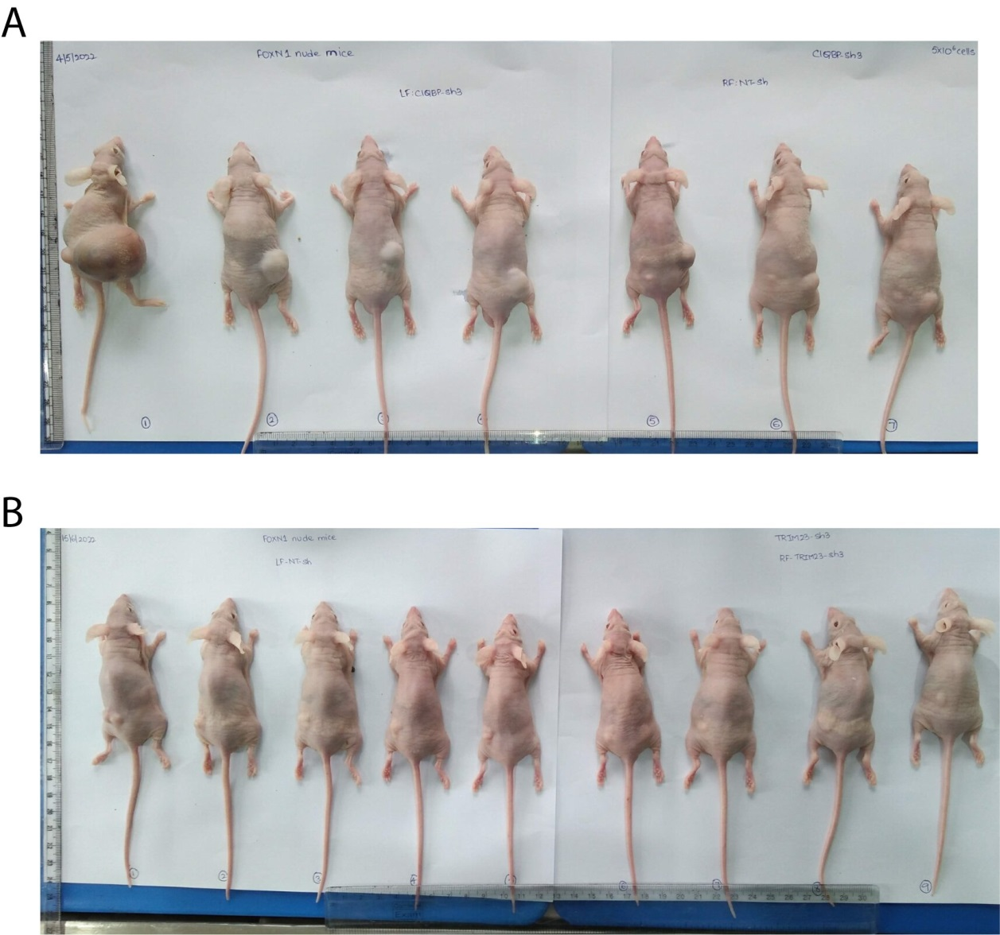 A
4/5/2022
FOXN1 nude mice
C1QBP-sh3
5x10⁶ cells
LF:C1QBP-sh3
RF:NT-sh
1
2
3
4
5
6
7
B
15/6/2022
FOXN1 nude mice
TRIM23-sh3
LF-NT-sh
RF-TRIM23-sh3
1
2
3
4
6
7
8
9